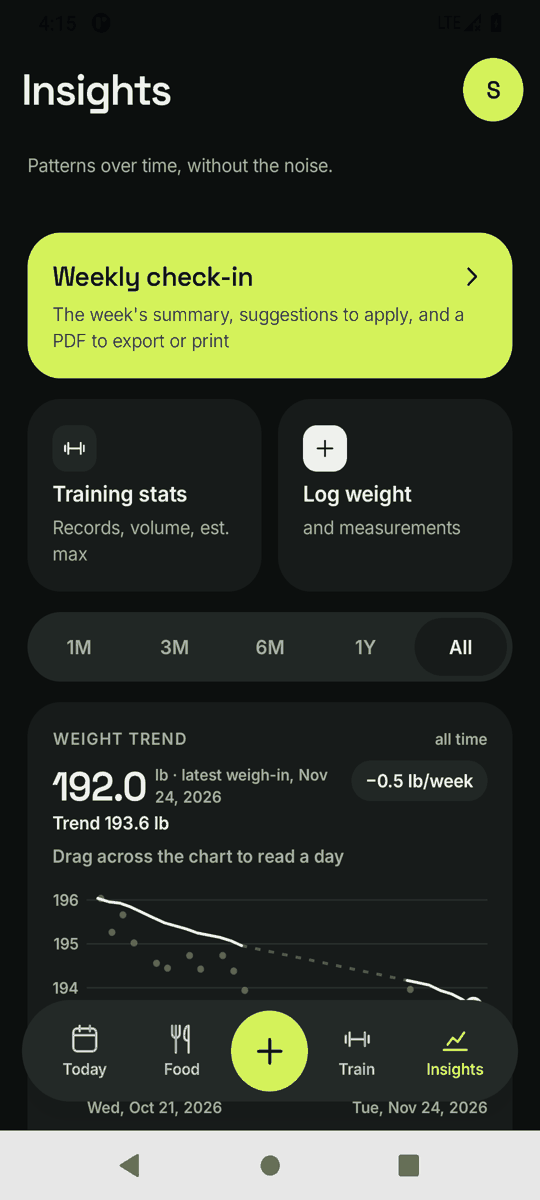 4:15
LTE
Insights
S
Patterns over time, without the noise.
Weekly check-in
The week's summary, suggestions to apply, and a
PDF to export or print
Training stats
Records, volume, est.
max
Log weight
and measurements
1M 3M 6M 1Y All
WEIGHT TREND
all time
192.0 lb · latest weigh-in, Nov
24, 2026
−0.5 lb/week
Trend 193.6 lb
Drag across the chart to read a day
196
195
194
Today Food Train Insights
Wed, Oct 21, 2026 Tue, Nov 24, 2026